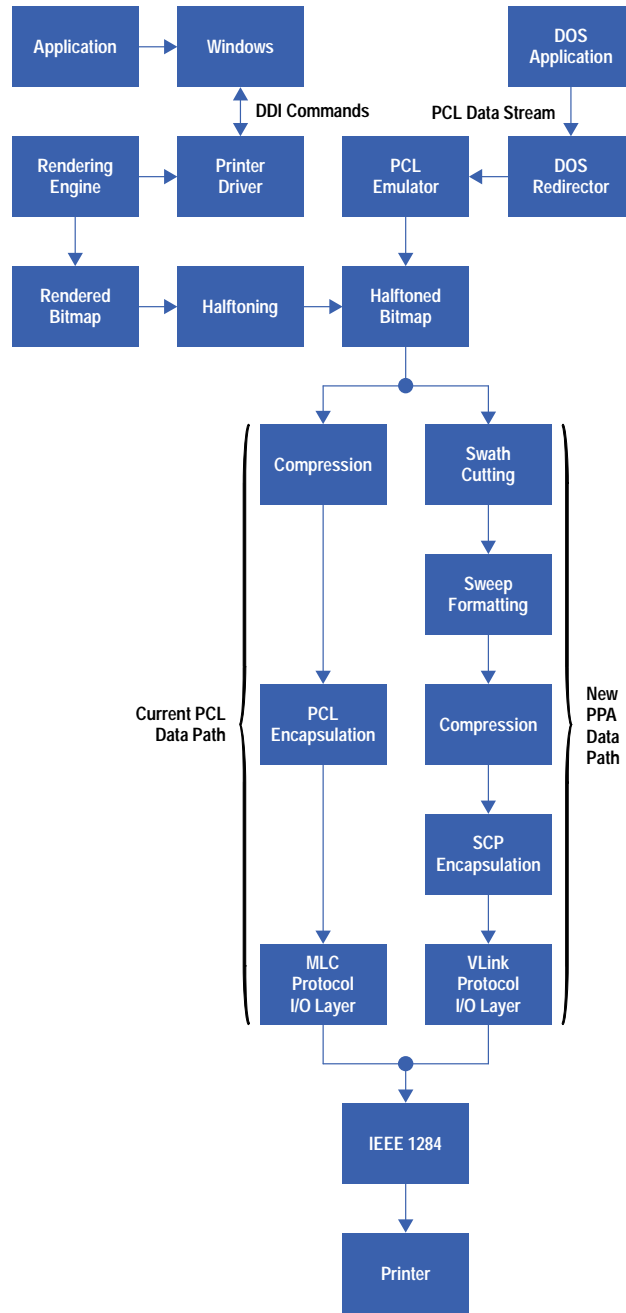 Application
Windows
DOS
Application
DDI Commands
PCL Data Stream
Rendering
Engine
Printer
Driver
PCL
Emulator
DOS
Redirector
Rendered
Bitmap
Halftoning
Halftoned
Bitmap
Compression
Swath
Cutting
Sweep
Formatting
Current PCL
Data Path
PCL
Encapsulation
Compression
New
PPA
Data
Path
SCP
Encapsulation
MLC
Protocol
I/O Layer
VLink
Protocol
I/O Layer
IEEE 1284
Printer